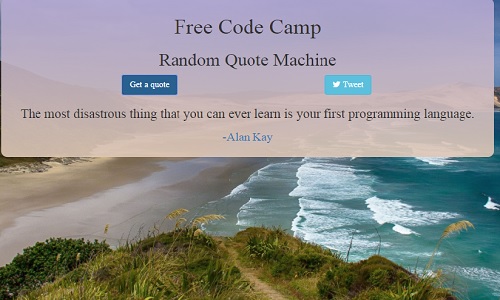 Free Code Camp
Random Quote Machine
Get a quote
Tweet
The most disastrous thing that you can ever learn is your first programming language.
-Alan Kay